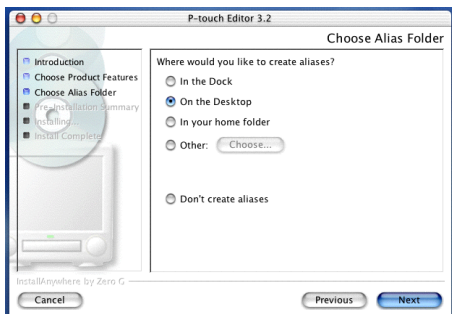 P-touch Editor 3.2
Choose Alias Folder
Introduction
Choose Product Features
Choose Alias Folder
Pre-Installation Summary
Installing...
Install Complete
Where would you like to create aliases?
In the Dock
On the Desktop
In your home folder
Other: Choose...
Don't create aliases
InstallAnywhere by Zero G
Cancel
Previous Next